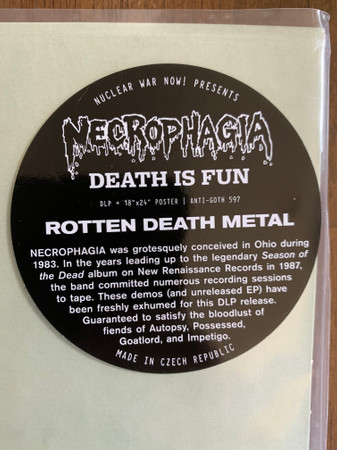 NUCLEAR WAR NOW! PRESENTS
NECROPHAGIA
DEATH IS FUN
DLP + 18"x24" POSTER | ANTI-GOTH 597
ROTTEN DEATH METAL
NECROPHAGIA was grotesquely conceived in Ohio during
1983. In the years leading up to the legendary Season of
the Dead album on New Renaissance Records in 1987,
the band committed numerous recording sessions
to tape. These demos (and unreleased EP) have
been freshly exhumed for this DLP release.
Guaranteed to satisfy the bloodlust of
fiends of Autopsy, Possessed,
Goatlord, and Impetigo.
MADE IN CZECH REPUBLIC